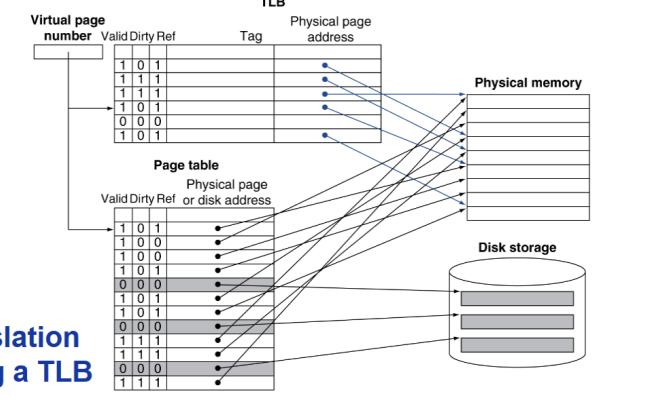 TLB
Virtual page
number
Valid Dirty Ref
Tag
Physical page
address
1 0 1
1 1 1
1 1 1
1 0 1
0 0 0
1 0 1
Physical memory
Page table
Physical page
Valid Dirty Ref or disk address
1 0 1
1 0 0
1 0 0
1 0 1
0 0 0
1 0 1
1 0 1
0 0 0
1 1 1
1 1 1
0 0 0
1 1 1
Disk storage
slation
g a TLB